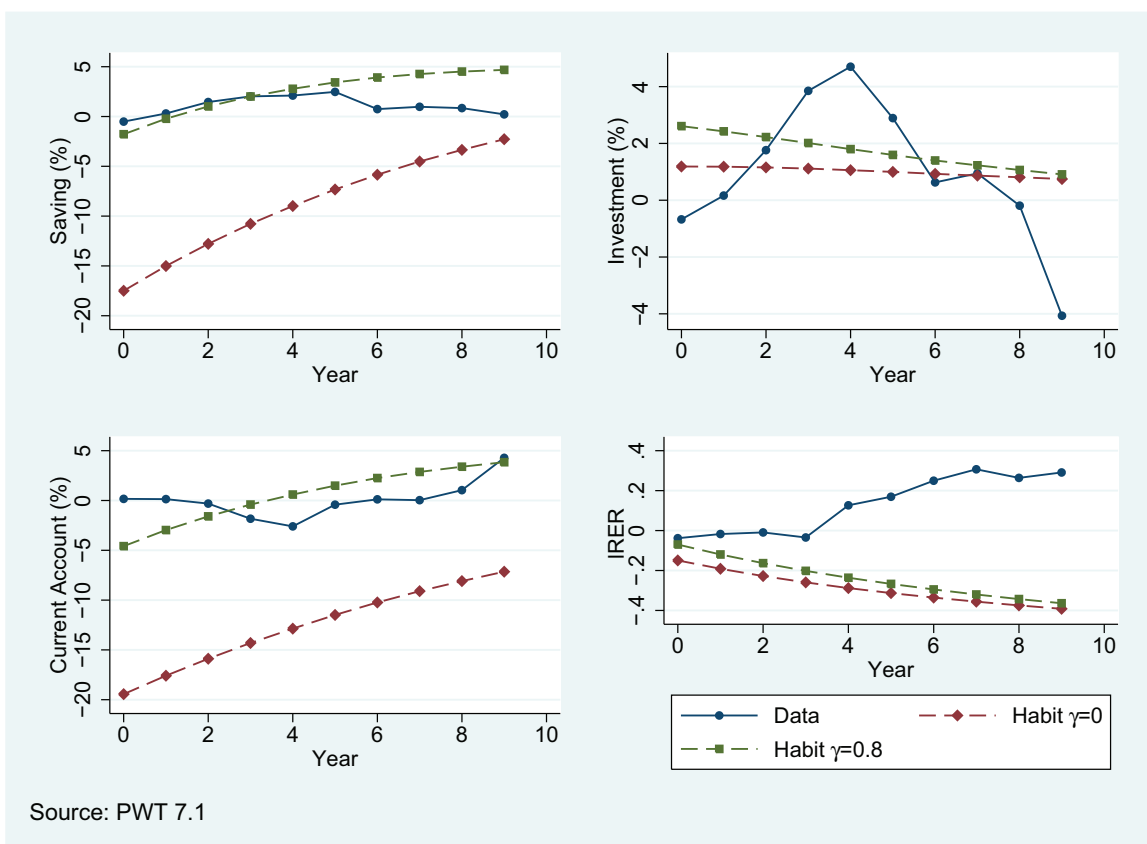 Saving (%)
5
0
−5
−10
−15
−20
0 2 4 6 8 10
Year
Investment (%)
4
2
0
−2
−4
0 2 4 6 8 10
Year
Current Account (%)
5
0
−5
−10
−15
−20
0 2 4 6 8 10
Year
lRER
.4
.2
0
−.2
−.4
0 2 4 6 8 10
Year
Data
Habit γ=0
Habit γ=0.8
Source: PWT 7.1